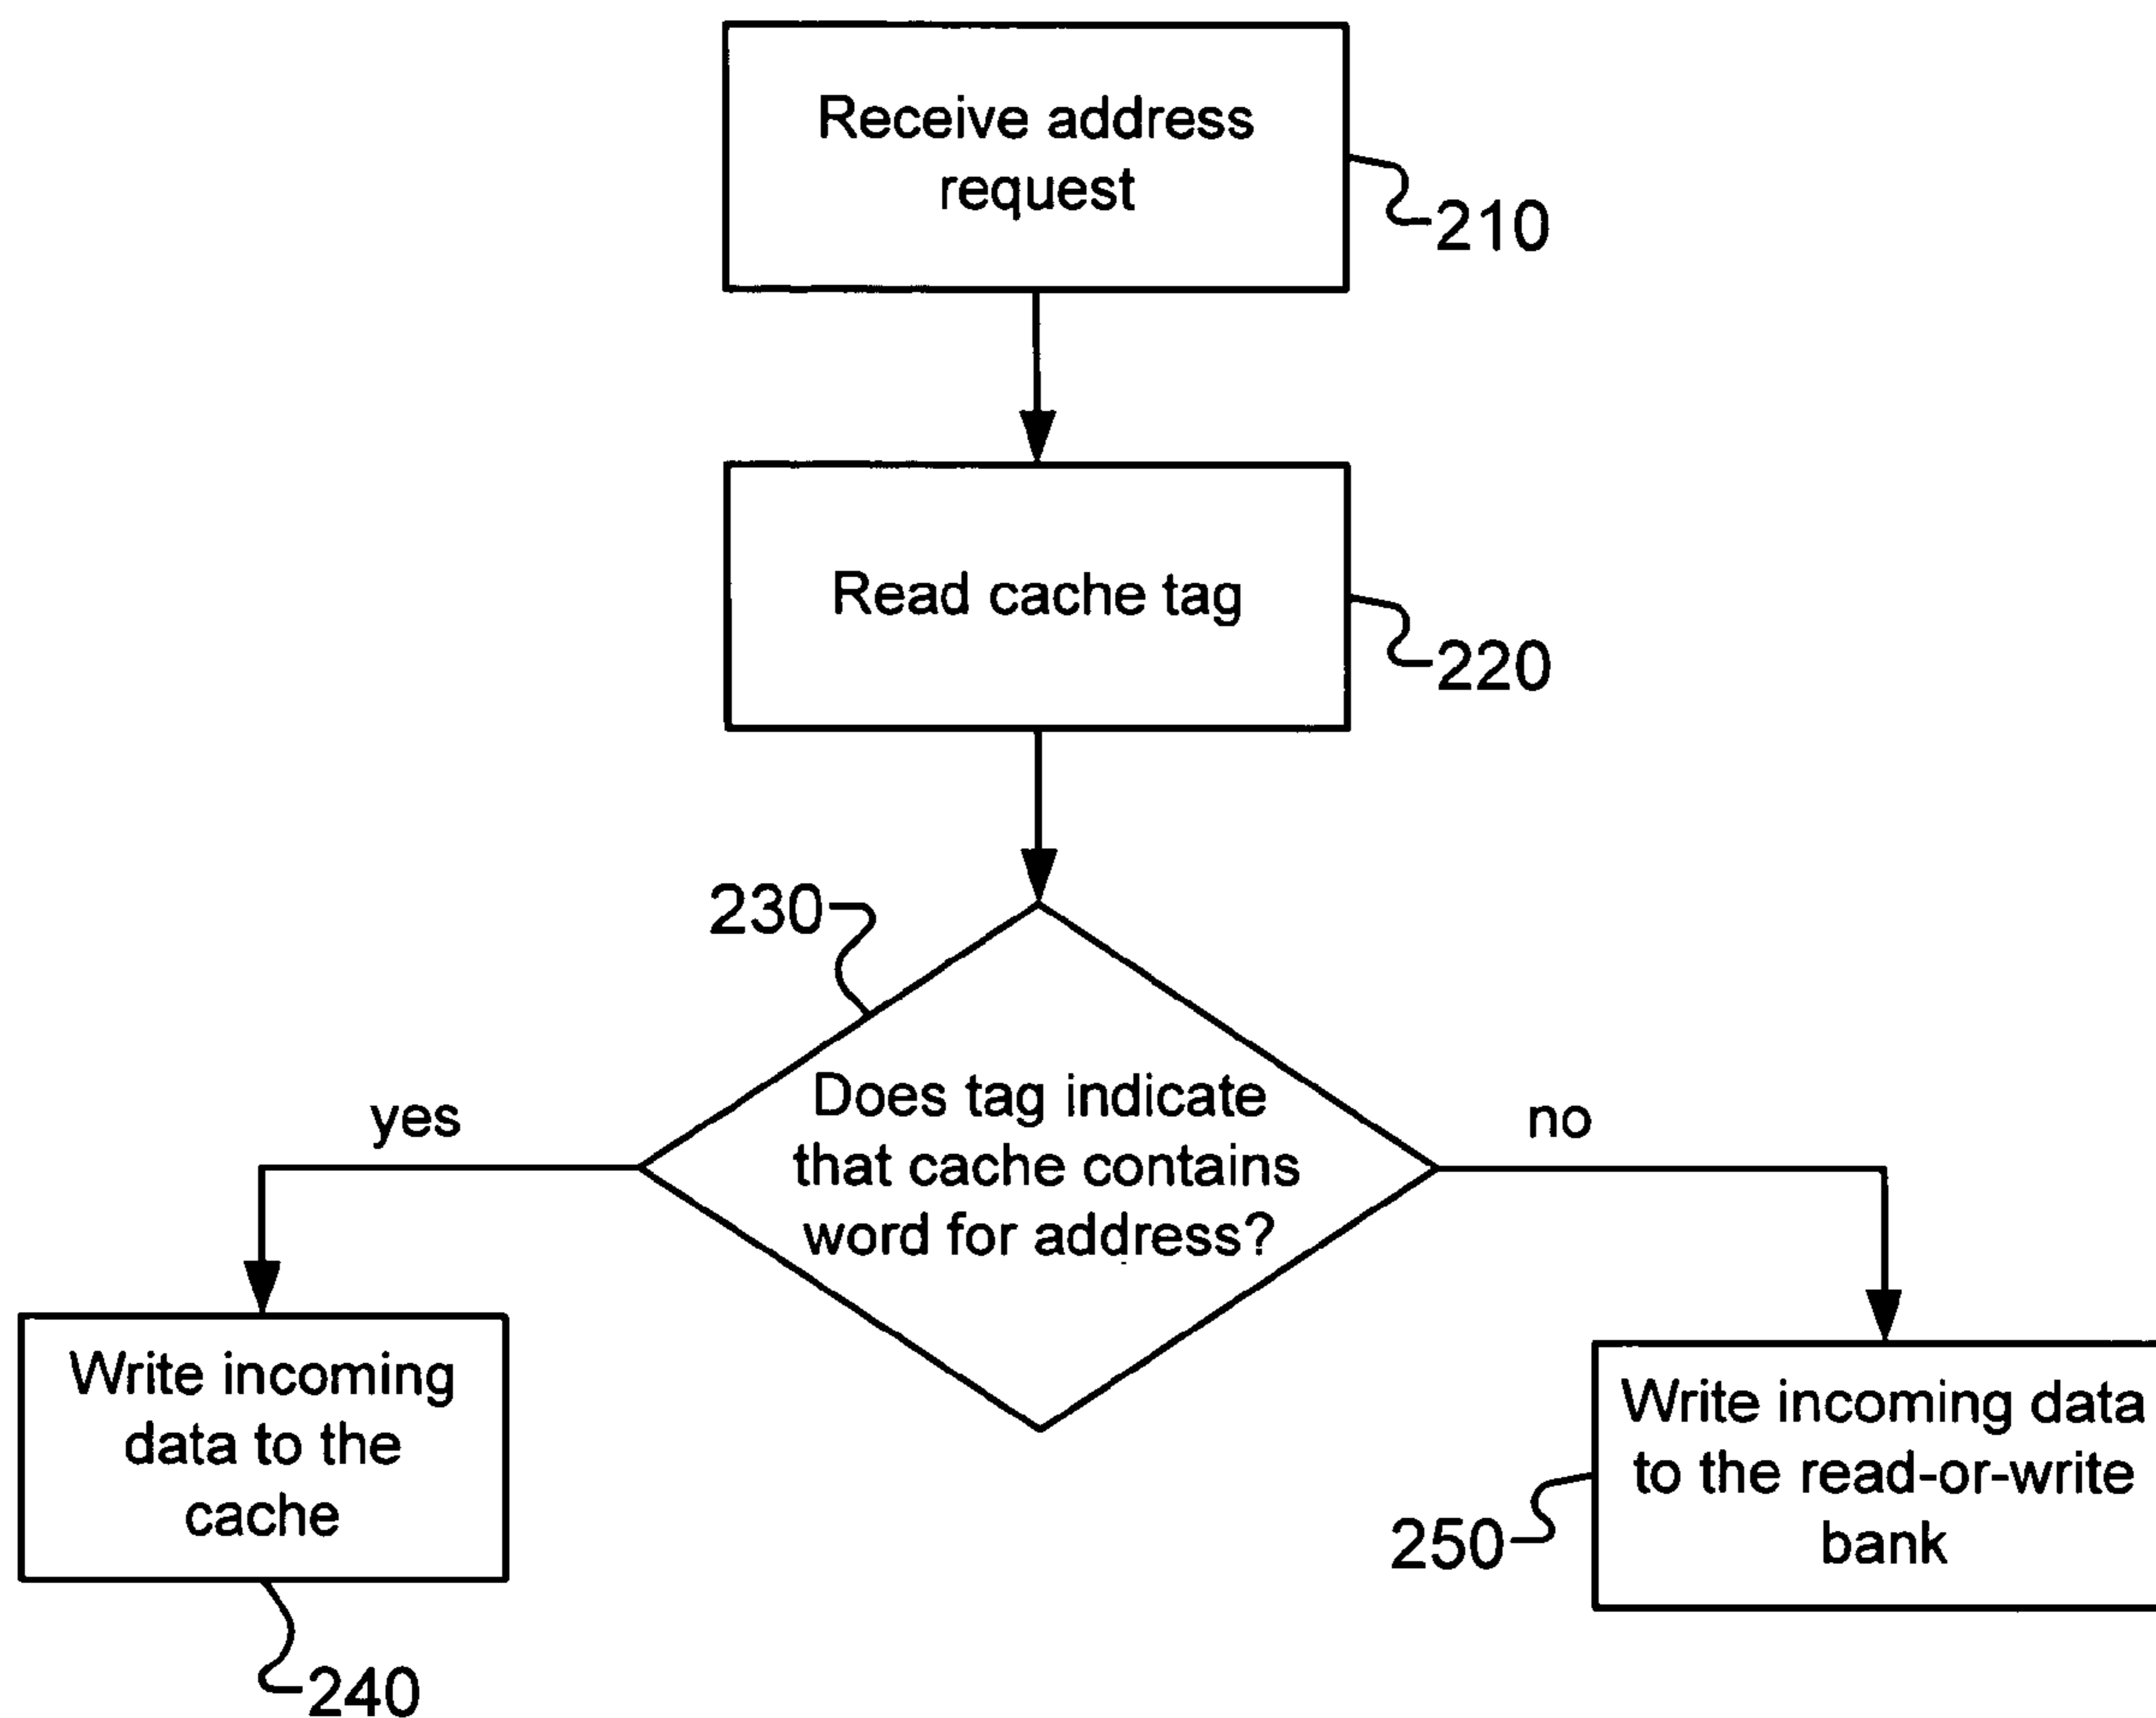 Receive address
request
210
Read cache tag
220
230
Does tag indicate
that cache contains
word for address?
yes
no
Write incoming
data to the
cache
240
Write incoming data
to the read-or-write
bank
250